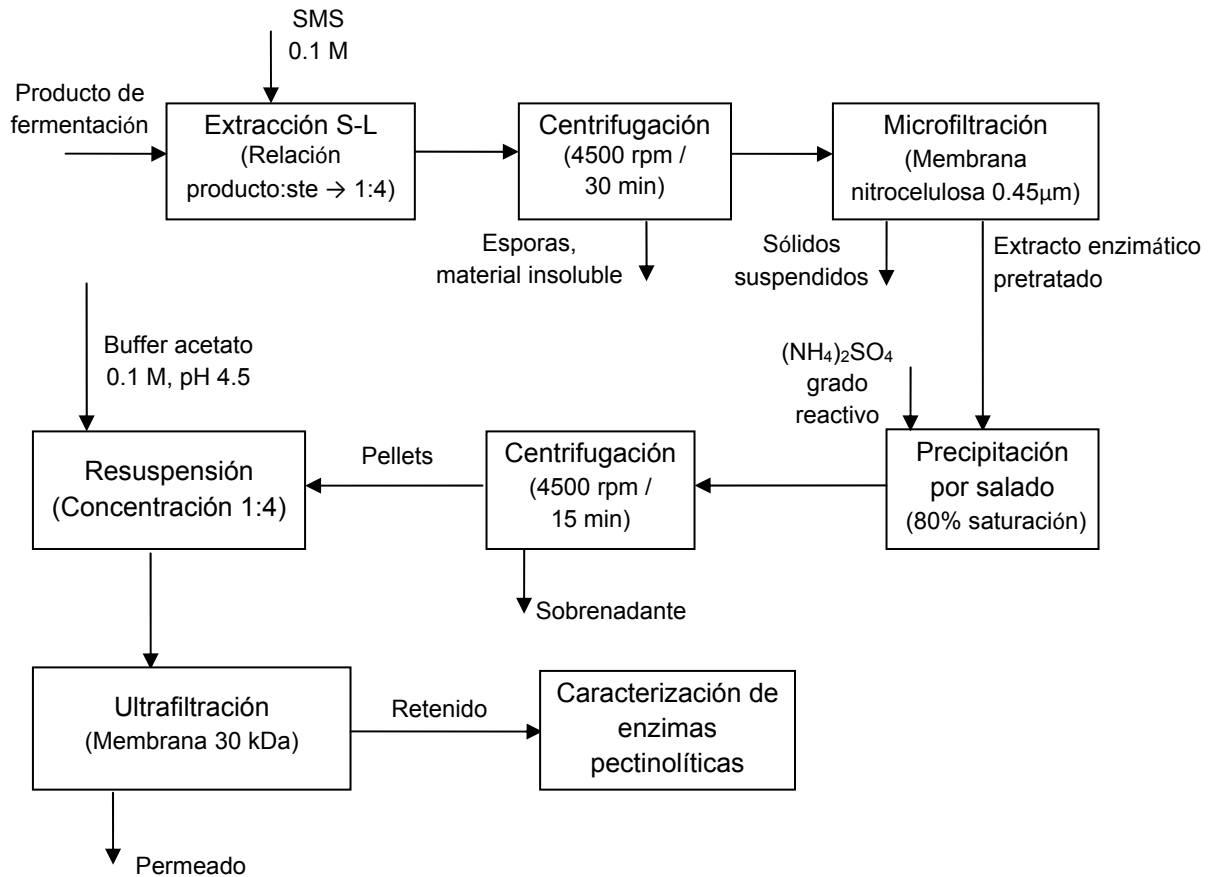 SMS
0.1 M
Producto de
fermentación
Extracción S-L
(Relación
producto:ste → 1:4)
Centrifugación
(4500 rpm /
30 min)
Microfiltración
(Membrana
nitrocelulosa 0.45µm)
Esporas,
material insoluble
Sólidos
suspendidos
Extracto enzimático
pretratado
Buffer acetato
0.1 M, pH 4.5
(NH₄)₂SO₄
grado
reactivo
Resuspensión
(Concentración 1:4)
Pellets
Centrifugación
(4500 rpm /
15 min)
Precipitación
por salado
(80% saturación)
Sobrenadante
Ultrafiltración
(Membrana 30 kDa)
Retenido
Caracterización de
enzimas
pectinolíticas
Permeado